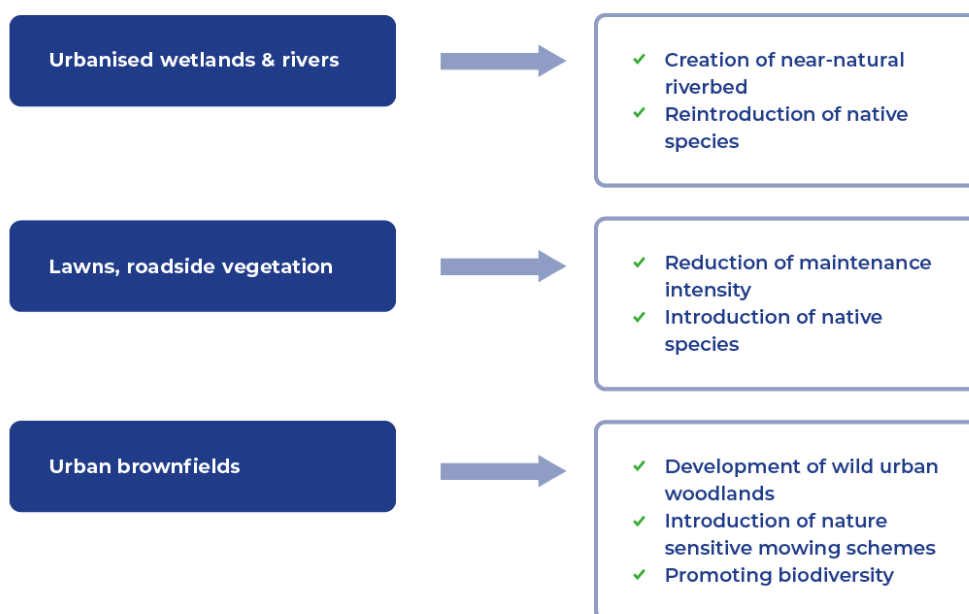 Urbanised wetlands & rivers
Creation of near-natural
riverbed
Reintroduction of native
species
Lawns, roadside vegetation
Reduction of maintenance
intensity
Introduction of native
species
Urban brownfields
Development of wild urban
woodlands
Introduction of nature
sensitive mowing schemes
Promoting biodiversity